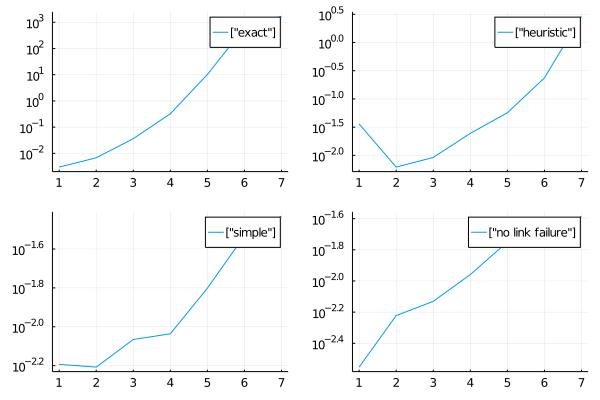 10^3
["exact"]
10^2
10^1
10^0
10^-1
10^-2
1 2 3 4 5 6 7
10^0.5
["heuristic"]
10^0.0
10^-0.5
10^-1.0
10^-1.5
10^-2.0
1 2 3 4 5 6 7
["simple"]
10^-1.6
10^-1.8
10^-2.0
10^-2.2
1 2 3 4 5 6 7
10^-1.6
["no link failure"]
10^-1.8
10^-2.0
10^-2.2
10^-2.4
1 2 3 4 5 6 7